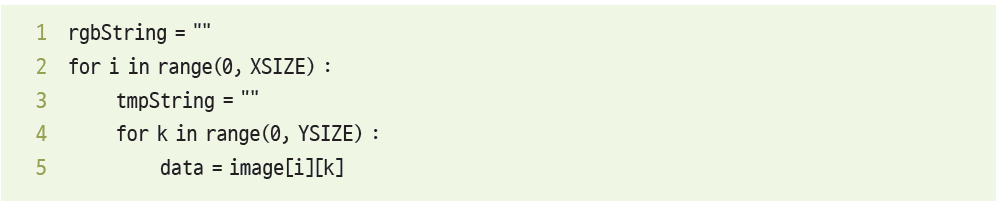 1 rgbString = ""
2 for i in range(0, XSIZE) :
3 tmpString = ""
4 for k in range(0, YSIZE) :
5 data = image[i][k]